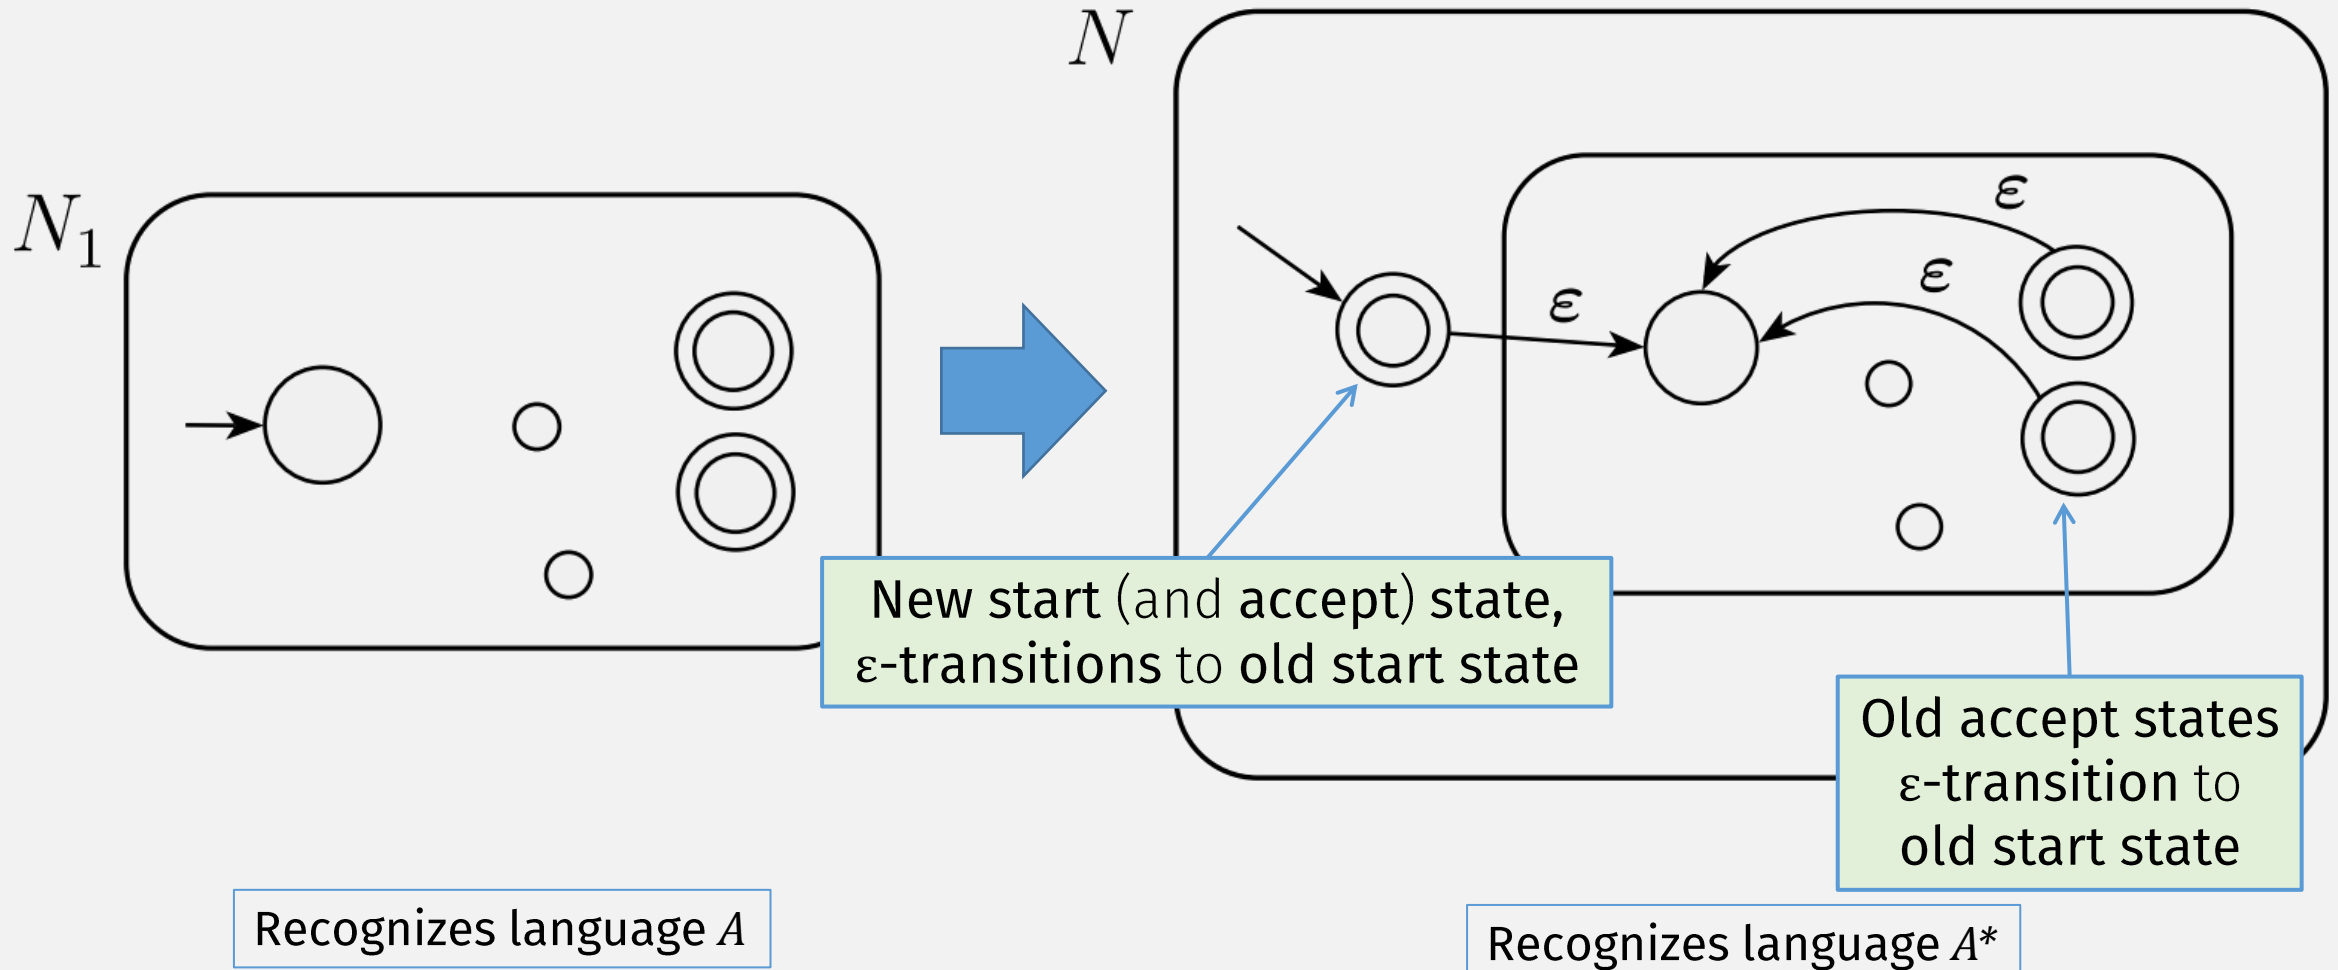 N
N₁
ε
ε
ε
New start (and accept) state,
ε-transitions to old start state
Old accept states
ε-transition to
old start state
Recognizes language A
Recognizes language A*